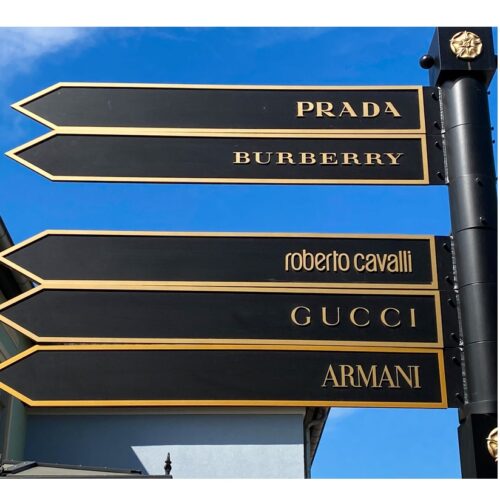 PRADA
BURBERRY
roberto cavalli
GUCCI
ARMANI